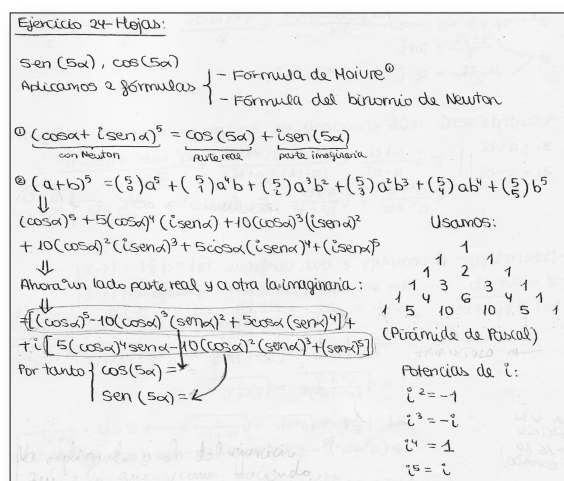 Ejercicio 24-Hojas:
sen (5α), cos(5α)
Aplicamos 2 fórmulas { - Fórmula de Moivre①
- Fórmula del binomio de Newton
① (cosα + i senα)⁵ = cos (5α) + i sen (5α)
con Newton parte real parte imaginaria
② (a+b)⁵ = (5 0)a⁵ + (5 1)a⁴b + (5 2)a³b² + (5 3)a²b³ + (5 4)ab⁴ + (5 5)b⁵
(cosα)⁵ + 5(cosα)⁴(i senα) + 10(cosα)³(i senα)²
+ 10(cosα)²(i senα)³ + 5cosα(i senα)⁴ + (i senα)⁵
⇓
Ahora un lado parte real y a otra la imaginaria:
⇓
+[(cosα)⁵ - 10(cosα)³(senα)² + 5cosα(senα)⁴] +
+ i [5(cosα)⁴senα - 10(cosα)²(senα)³ + (senα)⁵]
Por tanto { cos(5α) =
sen (5α) =
Usamos:
1
1 1
1 2 1
1 3 3 1
1 4 6 4 1
1 5 10 10 5 1
(Pirámide de Pascal)
Potencias de i:
i² = -1
i³ = -i
i⁴ = 1
i⁵ = i